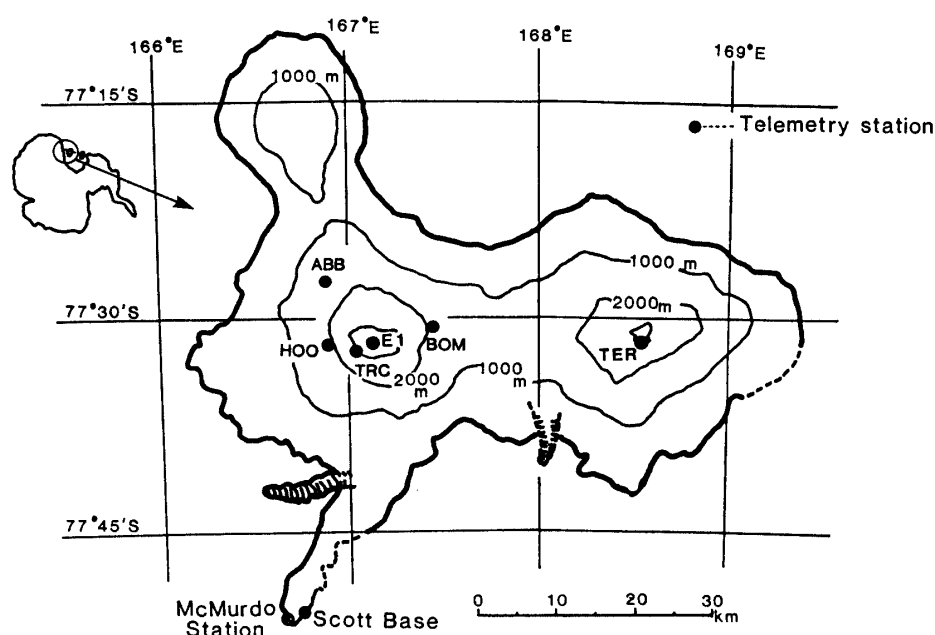 166°E
167°E
168°E
169°E
1000 m
77°15'S
Telemetry station
ABB
1000 m
2000m
77°30'S
HOO
E1
BOM
TRC
TER
2000
m
1000
m
77°45'S
McMurdo
Station
Scott Base
0 10 20 30
km